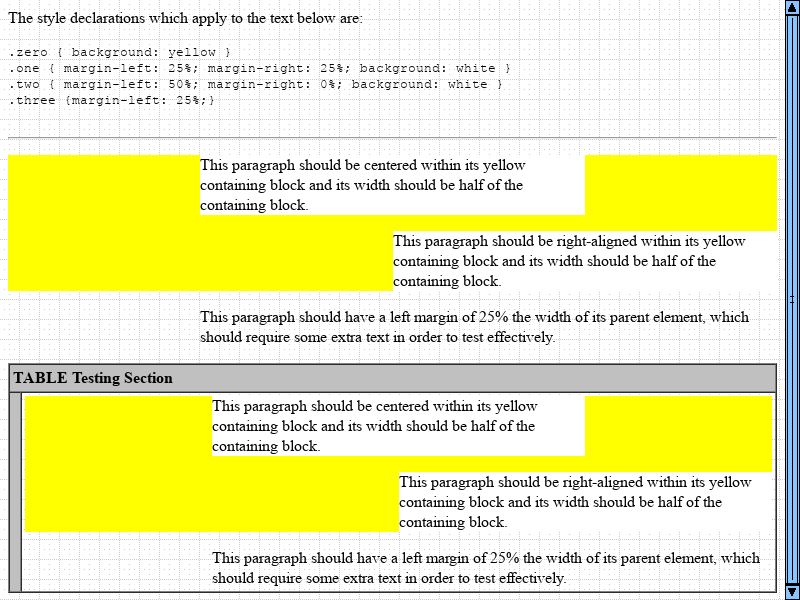 The style declarations which apply to the text below are:
.zero { background: yellow }
.one { margin-left: 25%; margin-right: 25%; background: white }
.two { margin-left: 50%; margin-right: 0%; background: white }
.three {margin-left: 25%;}
This paragraph should be centered within its yellow
containing block and its width should be half of the
containing block.
This paragraph should be right-aligned within its yellow
containing block and its width should be half of the
containing block.
This paragraph should have a left margin of 25% the width of its parent element, which
should require some extra text in order to test effectively.
TABLE Testing Section
This paragraph should be centered within its yellow
containing block and its width should be half of the
containing block.
This paragraph should be right-aligned within its yellow
containing block and its width should be half of the
containing block.
This paragraph should have a left margin of 25% the width of its parent element, which
should require some extra text in order to test effectively.